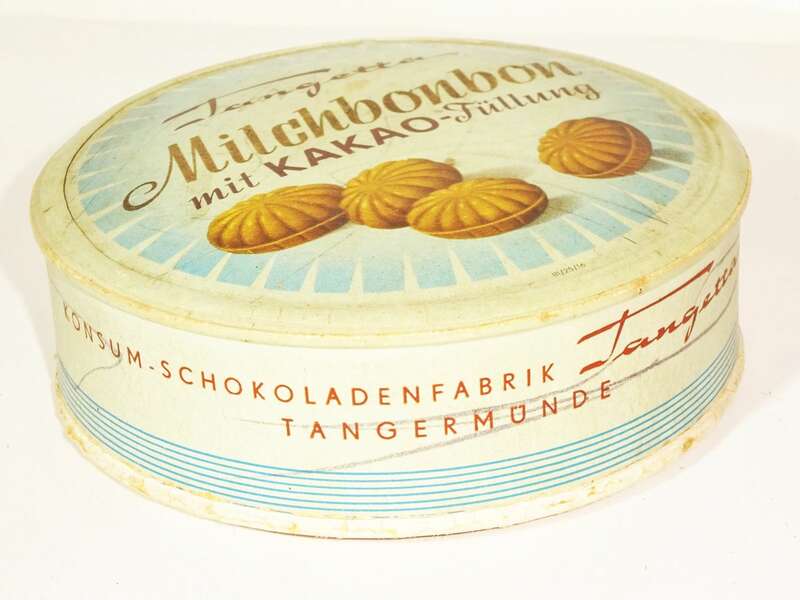 Tangetta
Milchbonbon
mit KAKAO-Füllung
KONSUM-SCHOKOLADENFABRIK Tangetta
TANGERMÜNDE